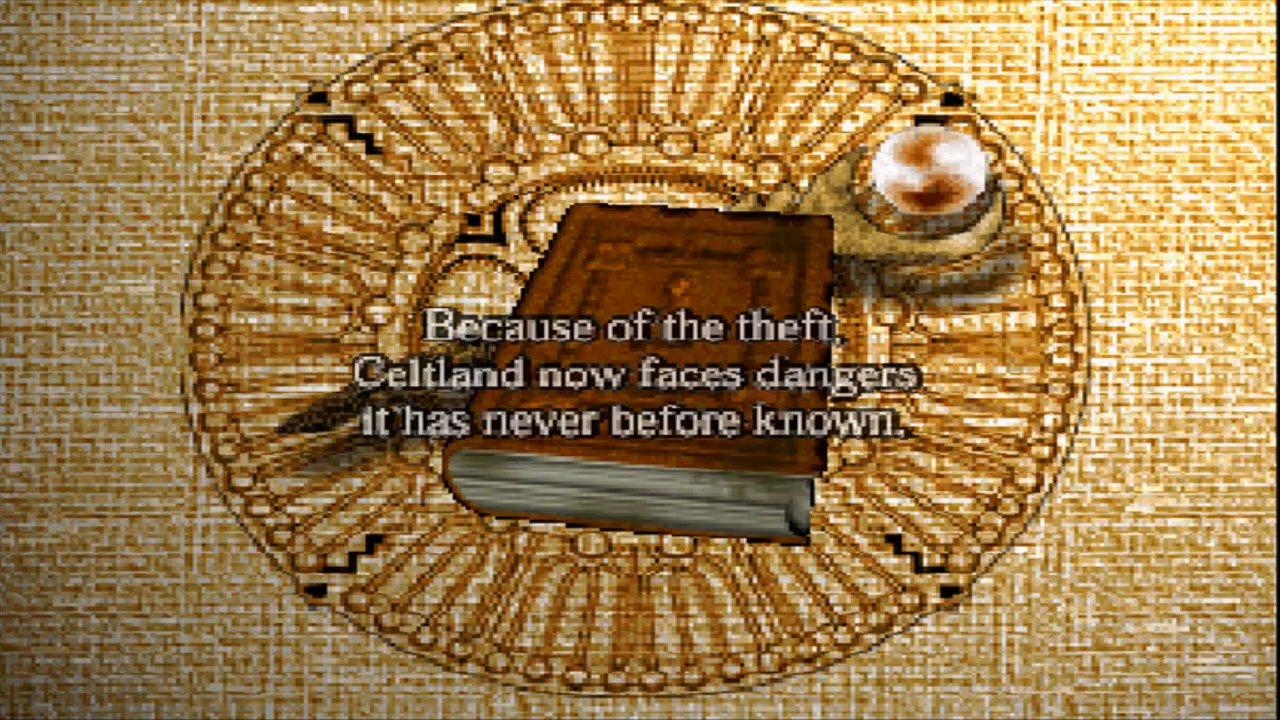 Because of the theft,
Celtland now faces dangers
it has never before known.